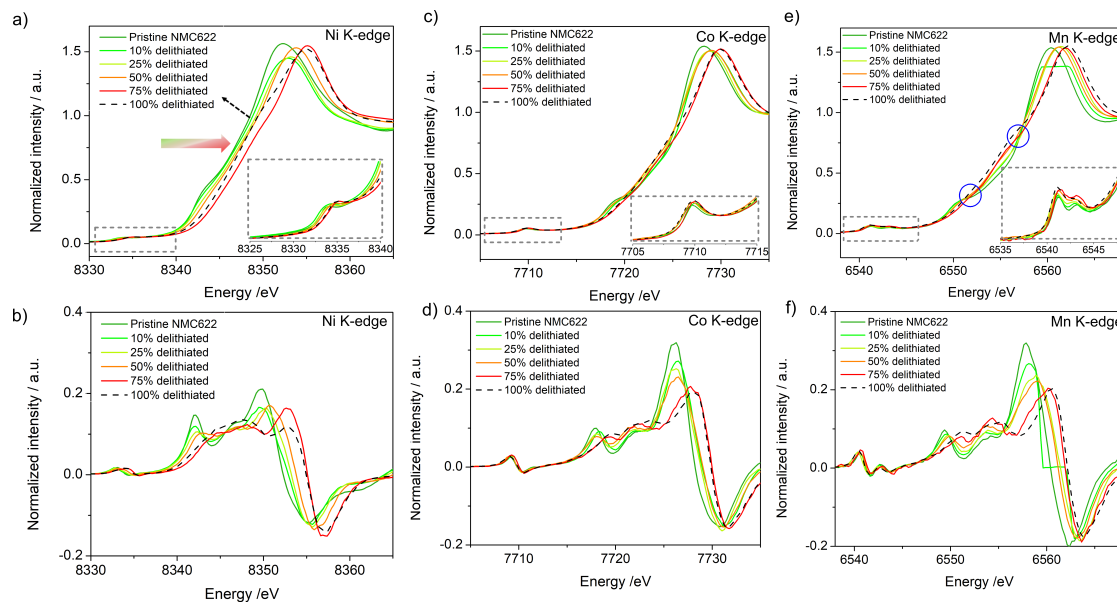 a)
Ni K-edge
Pristine NMC622
10% delithiated
25% delithiated
50% delithiated
75% delithiated
100% delithiated
Normalized intensity / a.u.
1.5
1.0
0.5
0.0
8325 8330 8335 8340
8330 8340 8350 8360
Energy /eV
c)
Co K-edge
Pristine NMC622
10% delithiated
25% delithiated
50% delithiated
75% delithiated
100% delithiated
Normalized intensity / a.u.
1.5
1.0
0.5
0.0
7705 7710 7715
7710 7720 7730
Energy /eV
e)
Mn K-edge
Pristine NMC622
10% delithiated
25% delithiated
50% delithiated
75% delithiated
100% delithiated
Normalized intensity / a.u.
1.5
1.0
0.5
0.0
6535 6540 6545
6540 6550 6560
Energy /eV
b)
Ni K-edge
Pristine NMC622
10% delithiated
25% delithiated
50% delithiated
75% delithiated
100% delithiated
Normalized intensity / a.u.
0.4
0.2
0.0
-0.2
8330 8340 8350 8360
Energy /eV
d)
Co K-edge
Pristine NMC622
10% delithiated
25% delithiated
50% delithiated
75% delithiated
100% delithiated
Normalized intensity / a.u.
0.4
0.2
0.0
-0.2
7711 7722 7731
Energy /eV
f)
Mn K-edge
Pristine NMC622
10% delithiated
25% delithiated
50% delithiated
75% delithiated
100% delithiated
Normalized intensity / a.u.
0.4
0.2
0.0
-0.2
6540 6550 6560
Energy /eV